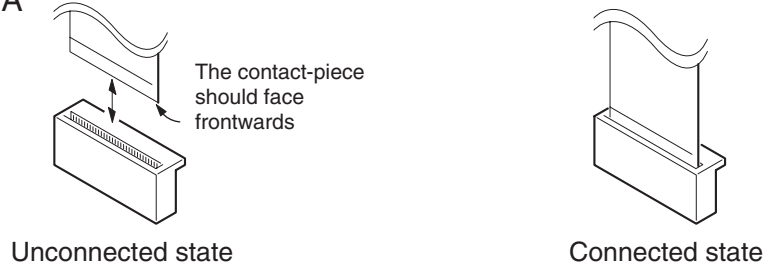 A
The contact-piece
should face
frontwards
Unconnected state
Connected state